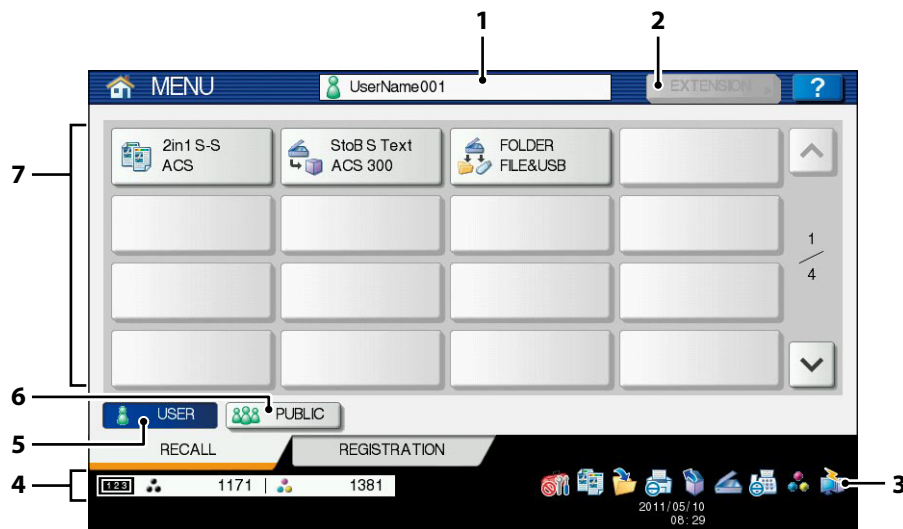 1
2
MENU
UserName001
EXTENSION
?
7
2in1 S-S
ACS
StoB S Text
ACS 300
FOLDER
FILE&USB
1
4
6
USER
PUBLIC
5
RECALL
REGISTRATION
4
123
1171
1381
3
2011/05/10
08:29